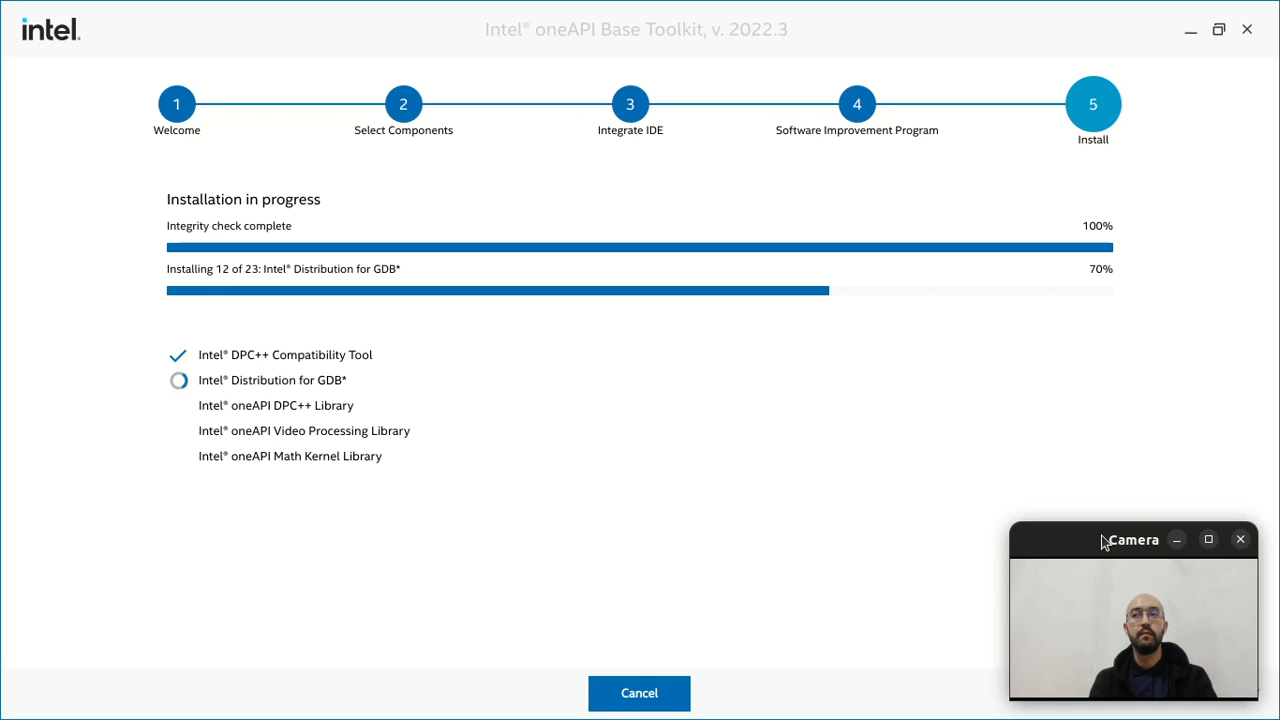 intel.
Intel® oneAPI Base Toolkit, v. 2022.3
1
2
3
4
5
Welcome
Select Components
Integrate IDE
Software Improvement Program
Install
Installation in progress
Integrity check complete 100%
Installing 12 of 23: Intel® Distribution for GDB* 70%
Intel® DPC++ Compatibility Tool
Intel® Distribution for GDB*
Intel® oneAPI DPC++ Library
Intel® oneAPI Video Processing Library
Intel® oneAPI Math Kernel Library
Camera
Cancel